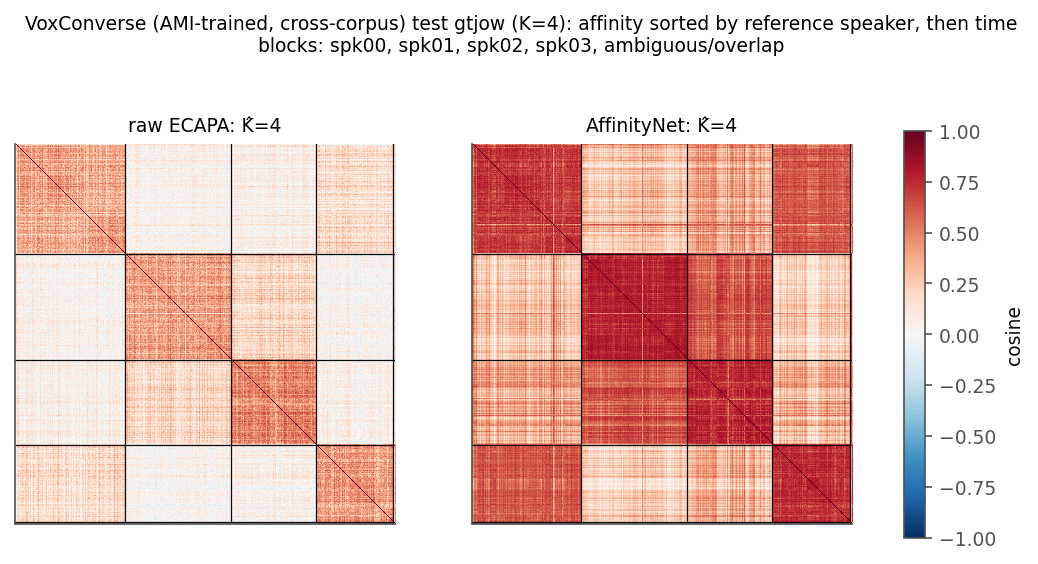 VoxConverse (AMI-trained, cross-corpus) test gtjow (K=4): affinity sorted by reference speaker, then time
blocks: spk00, spk01, spk02, spk03, ambiguous/overlap
raw ECAPA: K̂=4
AffinityNet: K̂=4
1.00
0.75
0.50
0.25
0.00
−0.25
−0.50
−0.75
−1.00
cosine